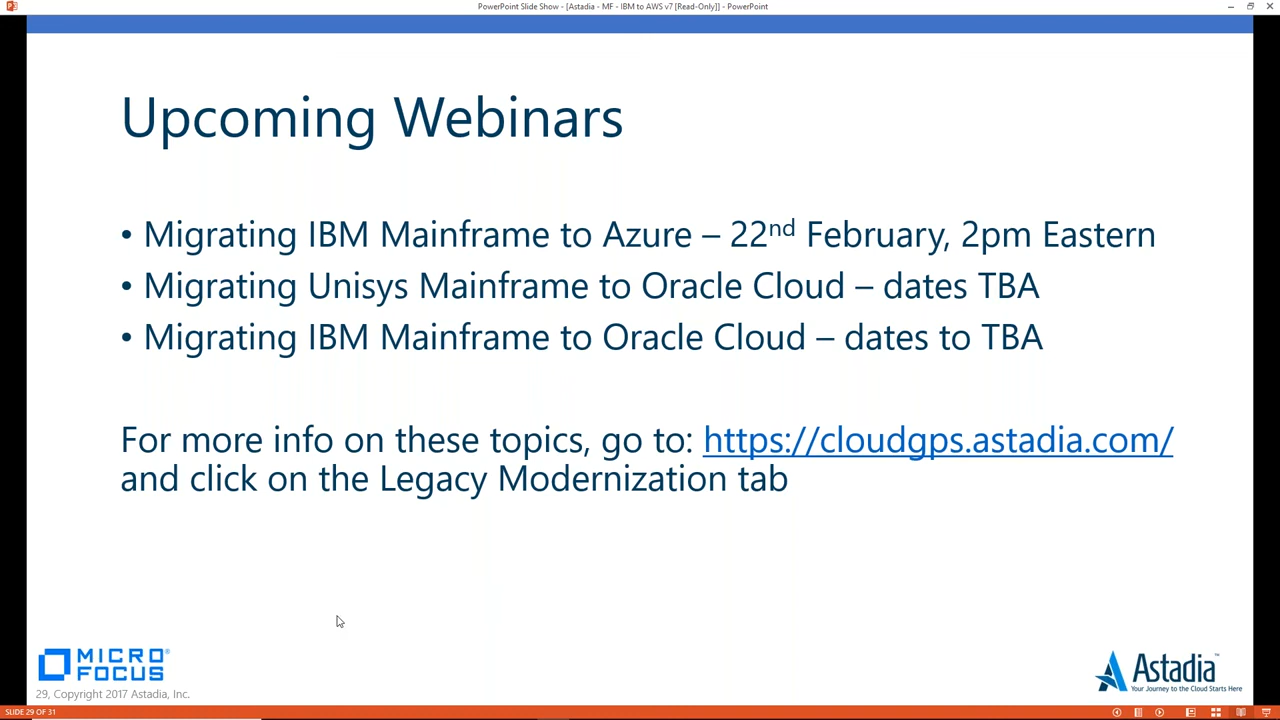 PowerPoint Slide Show - [Astadia - MF - IBM to AWS v7 [Read-Only]] - PowerPoint
Upcoming Webinars
• Migrating IBM Mainframe to Azure – 22nd February, 2pm Eastern
• Migrating Unisys Mainframe to Oracle Cloud – dates TBA
• Migrating IBM Mainframe to Oracle Cloud – dates to TBA
For more info on these topics, go to: https://cloudgps.astadia.com/
and click on the Legacy Modernization tab
MICRO
FOCUS®
29, Copyright 2017 Astadia, Inc.
Astadia™
Your Journey to the Cloud Starts Here
SLIDE 29 OF 31